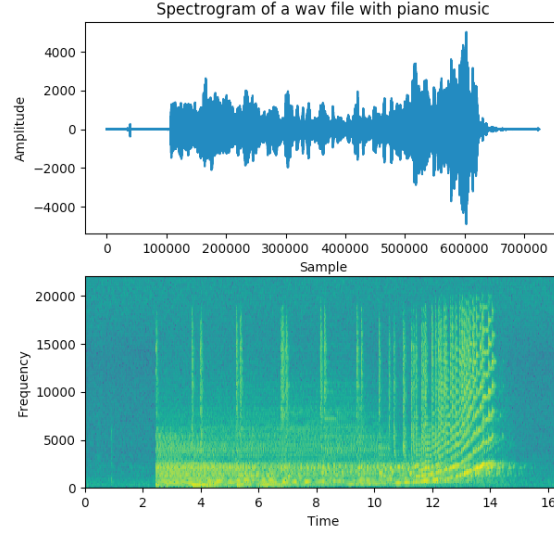 Spectrogram of a wav file with piano music
4000
2000
0
−2000
−4000
Amplitude
0 100000 200000 300000 400000 500000 600000 700000
Sample
20000
15000
10000
5000
0
Frequency
0 2 4 6 8 10 12 14 16
Time